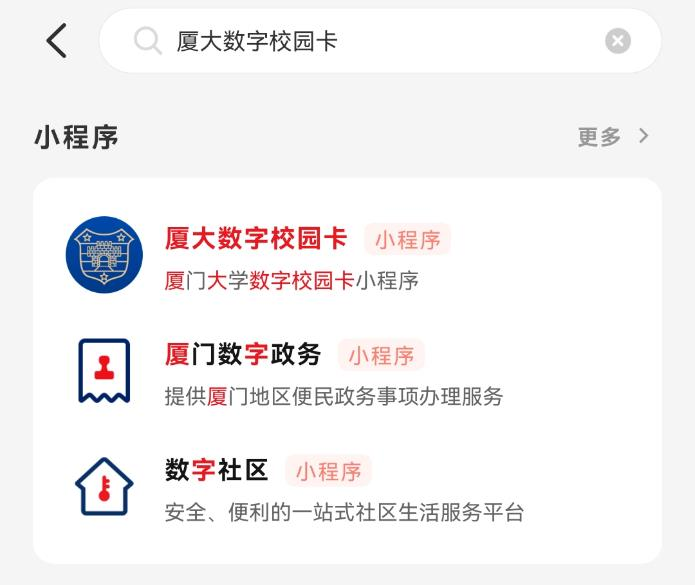 厦大数字校园卡
小程序
更多
厦大数字校园卡 小程序
厦门大学数字校园卡小程序
厦门数字政务 小程序
提供厦门地区便民政务事项办理服务
数字社区 小程序
安全、便利的一站式社区生活服务平台